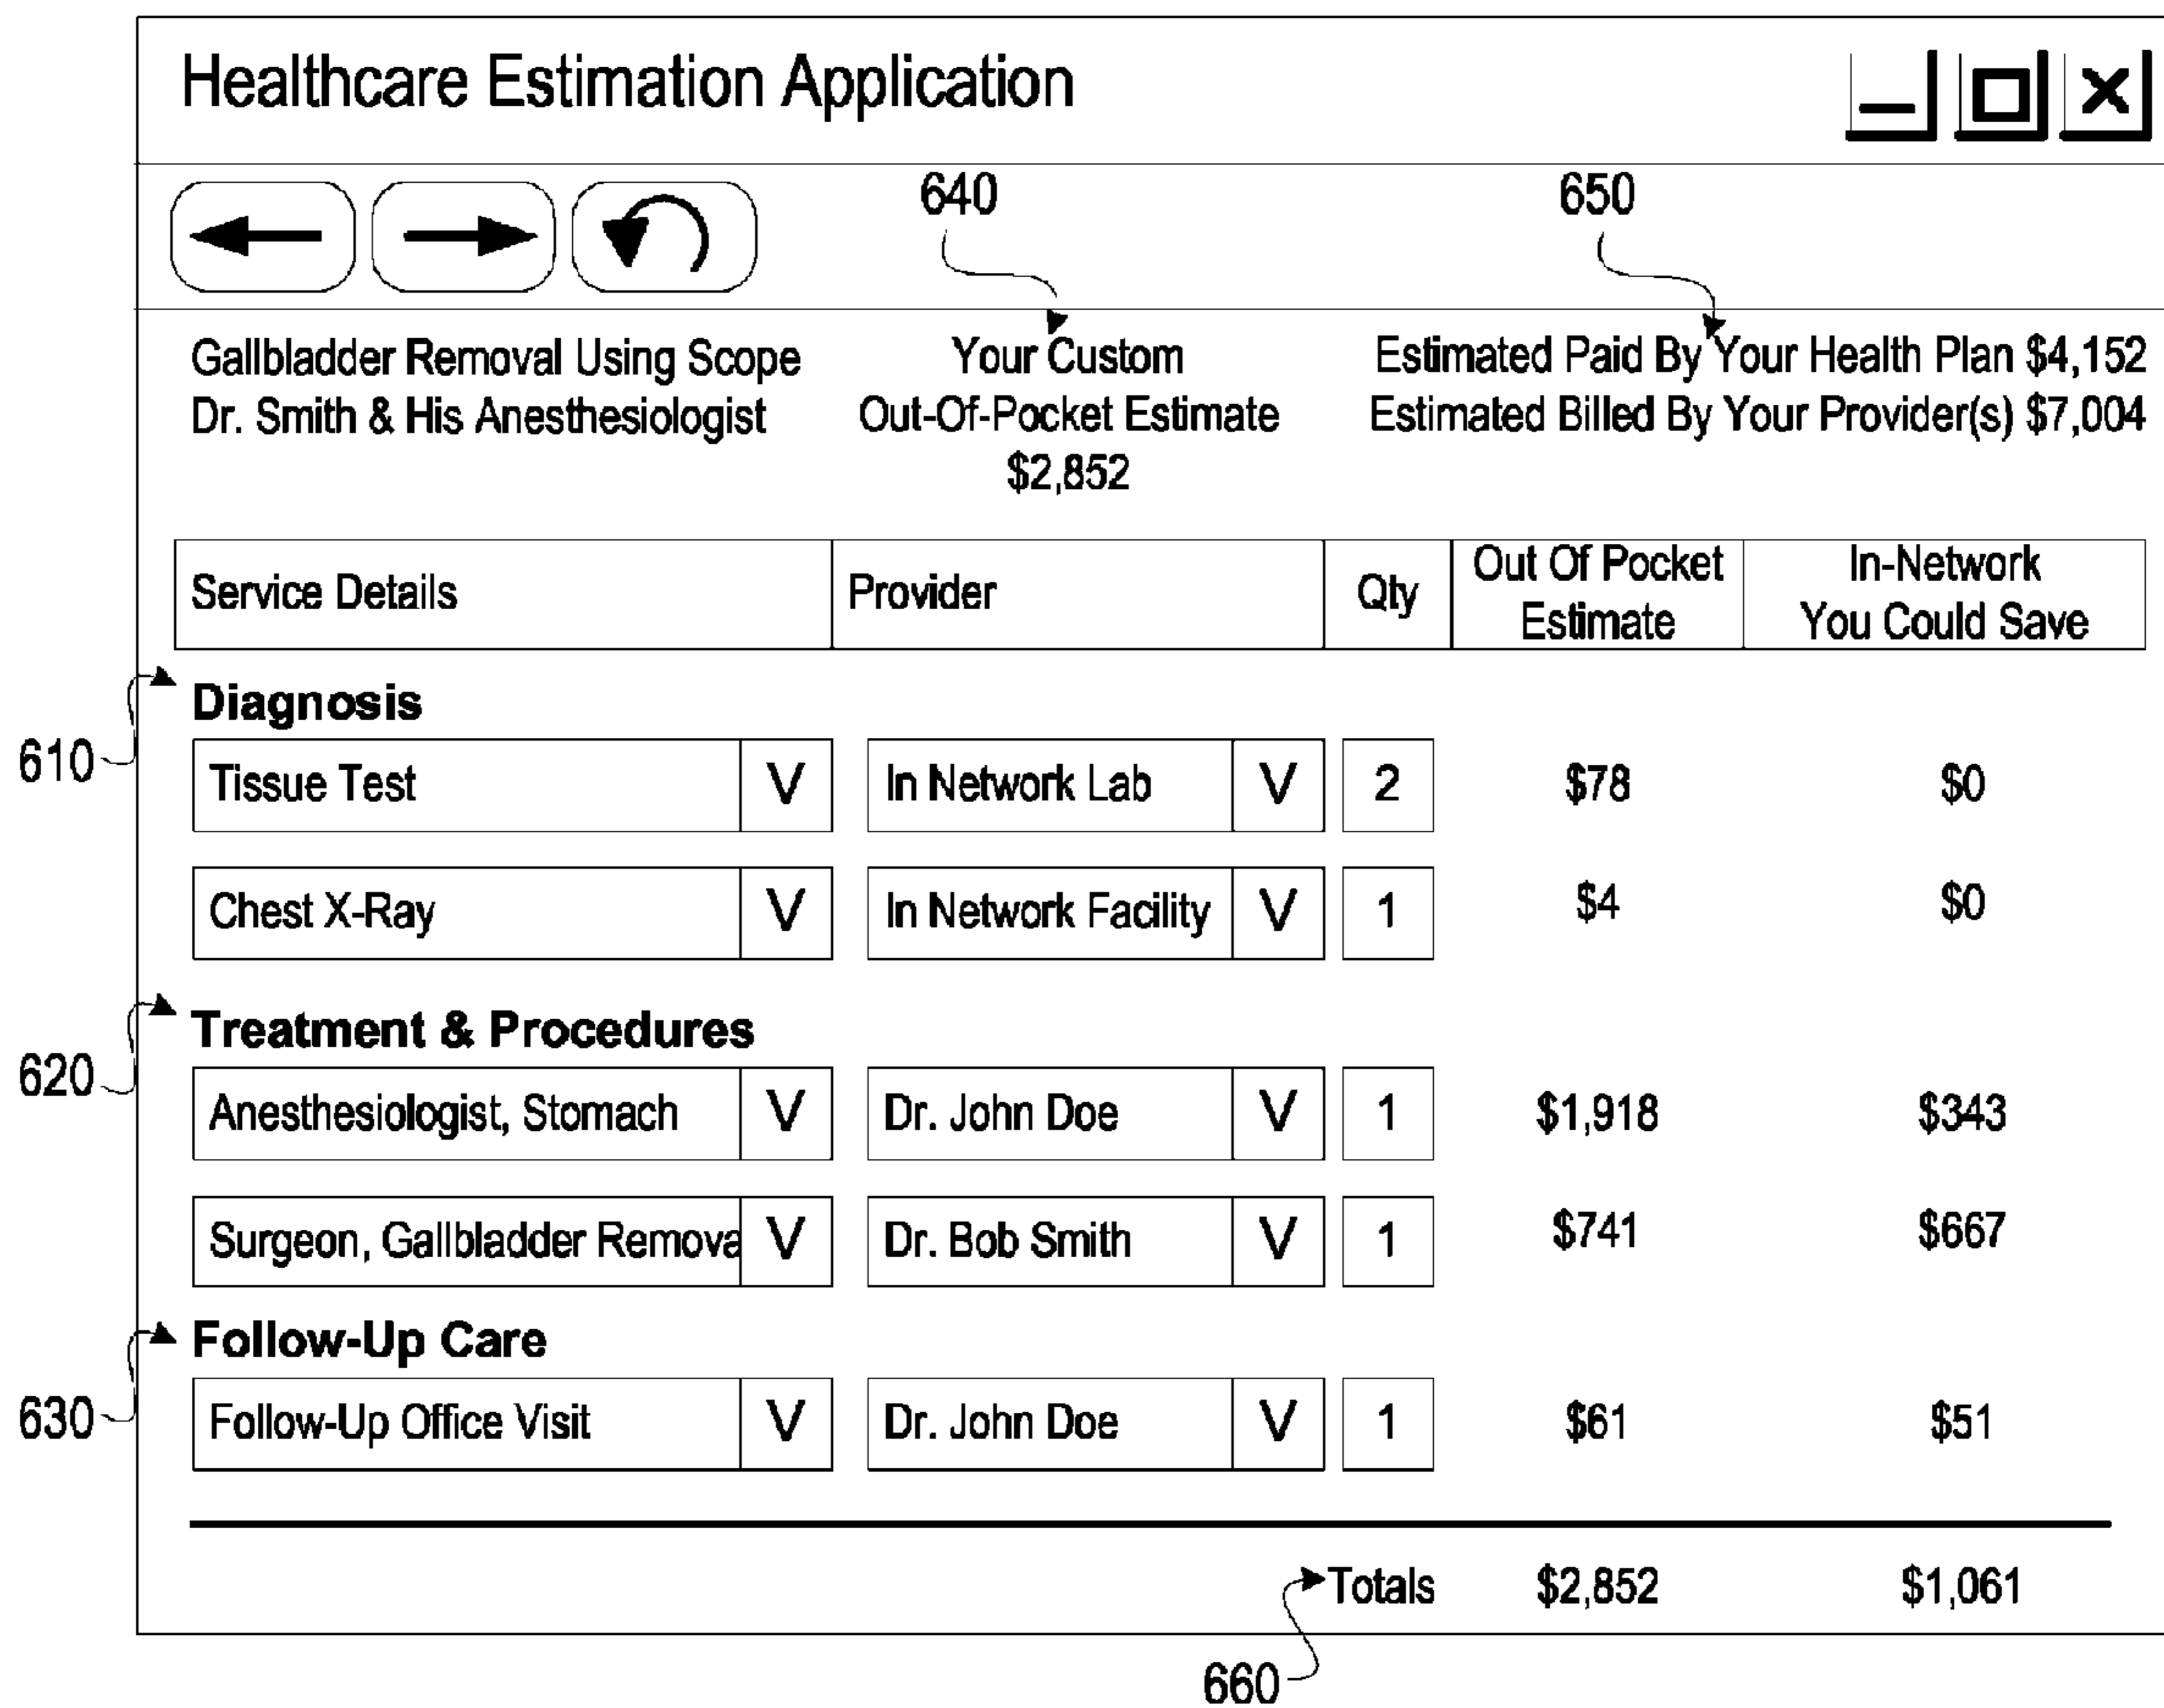 Healthcare Estimation Application
640
650
Gallbladder Removal Using Scope
Dr. Smith & His Anesthesiologist
Your Custom
Out-Of-Pocket Estimate
$2,852
Estimated Paid By Your Health Plan $4,152
Estimated Billed By Your Provider(s) $7,004
Service Details Provider Qty Out Of Pocket Estimate In-Network You Could Save
610
Diagnosis
Tissue Test V In Network Lab V 2 $78 $0
Chest X-Ray V In Network Facility V 1 $4 $0
620
Treatment & Procedures
Anesthesiologist, Stomach V Dr. John Doe V 1 $1,918 $343
Surgeon, Gallbladder Remova V Dr. Bob Smith V 1 $741 $667
630
Follow-Up Care
Follow-Up Office Visit V Dr. John Doe V 1 $61 $51
Totals $2,852 $1,061
660